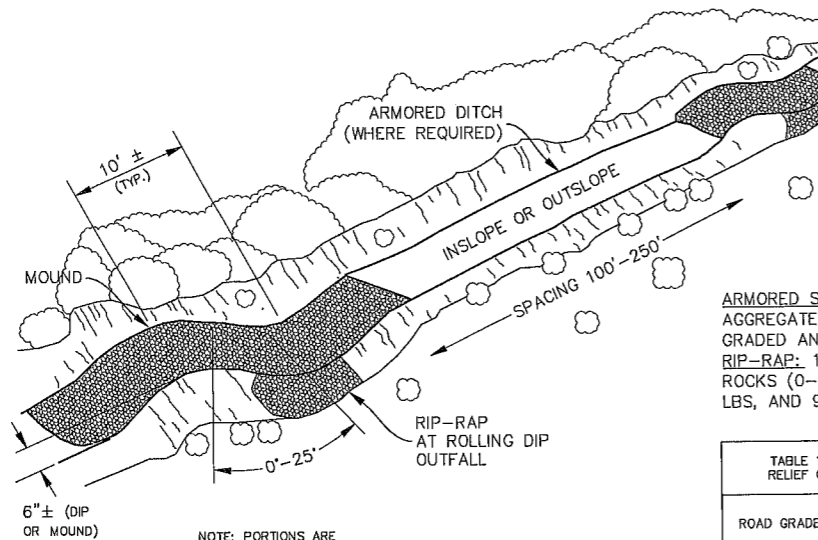 ARMORED DITCH
(WHERE REQUIRED)
10' ±
(TYP.)
INSLOPE OR OUTSLOPE
MOUND
SPACING 100'-250'
ARMORED S
AGGREGATE
GRADED AN
RIP-RAP: 1
ROCKS (0-
LBS, AND 9
RIP-RAP
AT ROLLING DIP
OUTFALL
0'-25'
TABLE 1
RELIEF
ROAD GRADE
6"± (DIP
OR MOUND)
NOTE: PORTIONS ARE